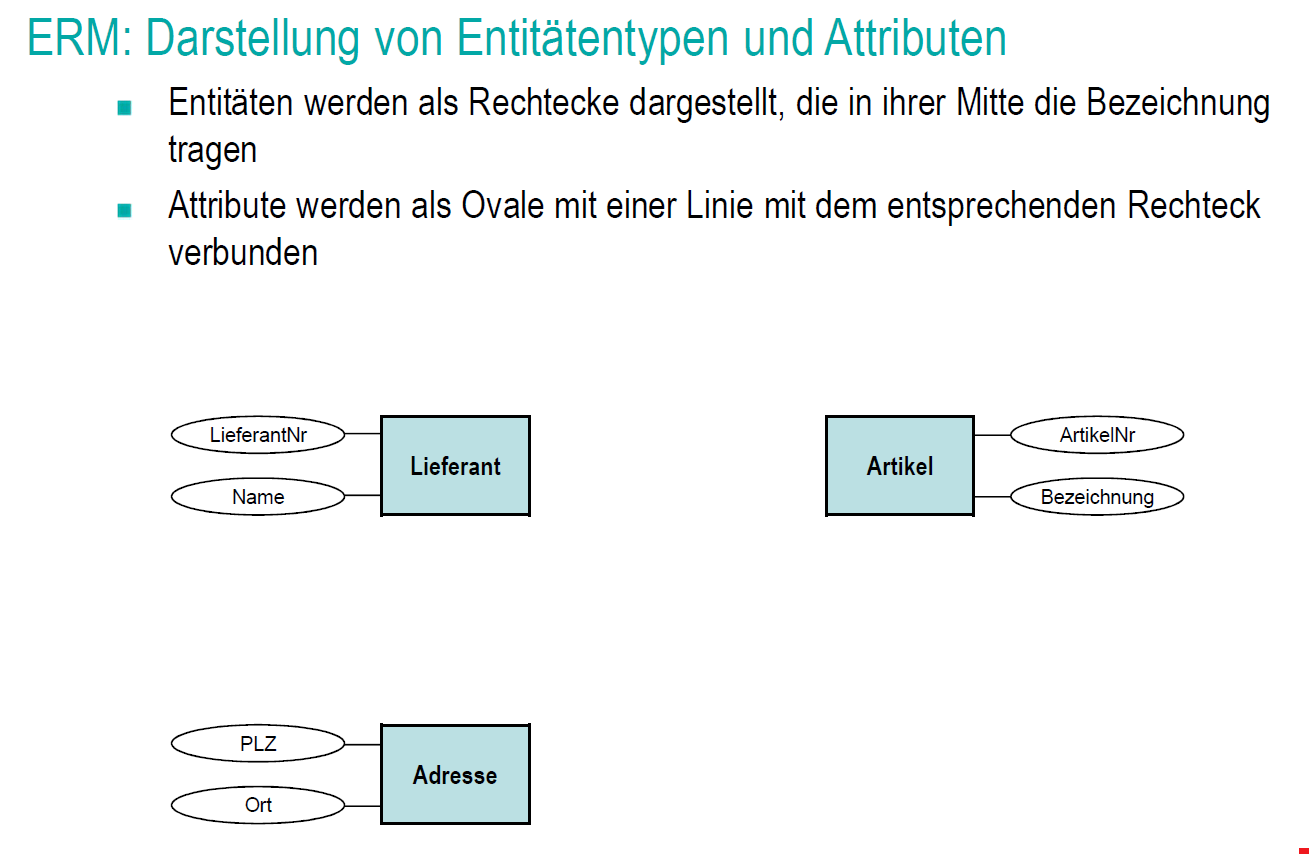 ERM: Darstellung von Entitätentypen und Attributen
Entitäten werden als Rechtecke dargestellt, die in ihrer Mitte die Bezeichnung
tragen
Attribute werden als Ovale mit einer Linie mit dem entsprechenden Rechteck
verbunden
LieferantNr
Name
Lieferant
Artikel
ArtikelNr
Bezeichnung
PLZ
Ort
Adresse